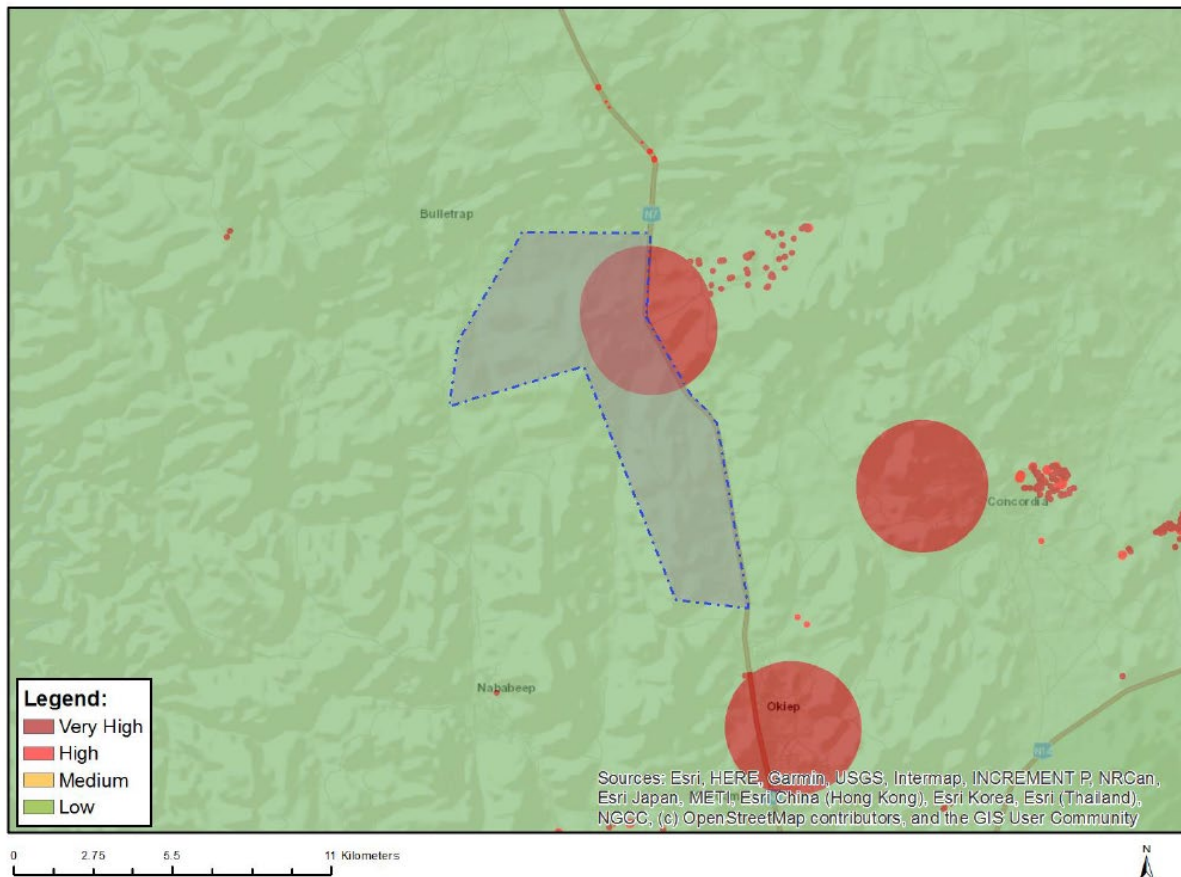 Bulletrap
N7
Concordia
Nababeep
Okiep
N14
Legend:
Very High
High
Medium
Low
Sources: Esri, HERE, Garmin, USGS, Intermap, INCREMENT P, NRCan,
Esri Japan, METI, Esri China (Hong Kong), Esri Korea, Esri (Thailand),
NGCC, (c) OpenStreetMap contributors, and the GIS User Community
0 2.75 5.5 11 Kilometers
N